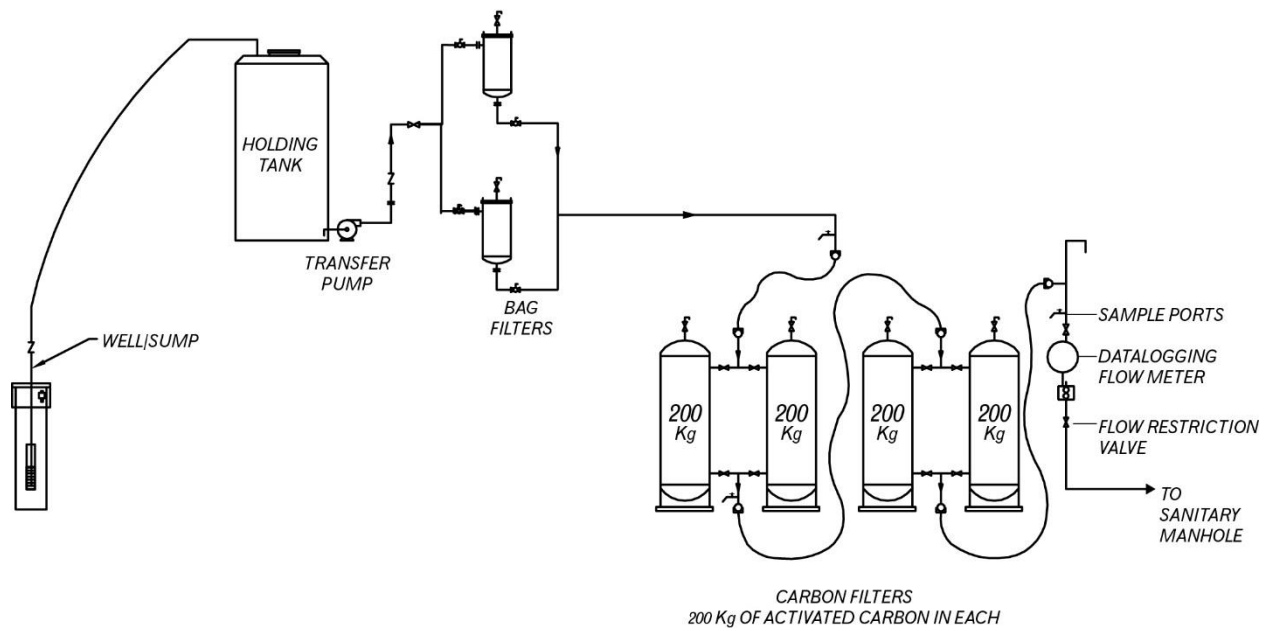 HOLDING
TANK
TRANSFER
PUMP
BAG
FILTERS
WELL/SUMP
SAMPLE PORTS
DATALOGGING
FLOW METER
200
Kg
200
Kg
200
Kg
200
Kg
FLOW RESTRICTION
VALVE
TO
SANITARY
MANHOLE
CARBON FILTERS
200 Kg OF ACTIVATED CARBON IN EACH